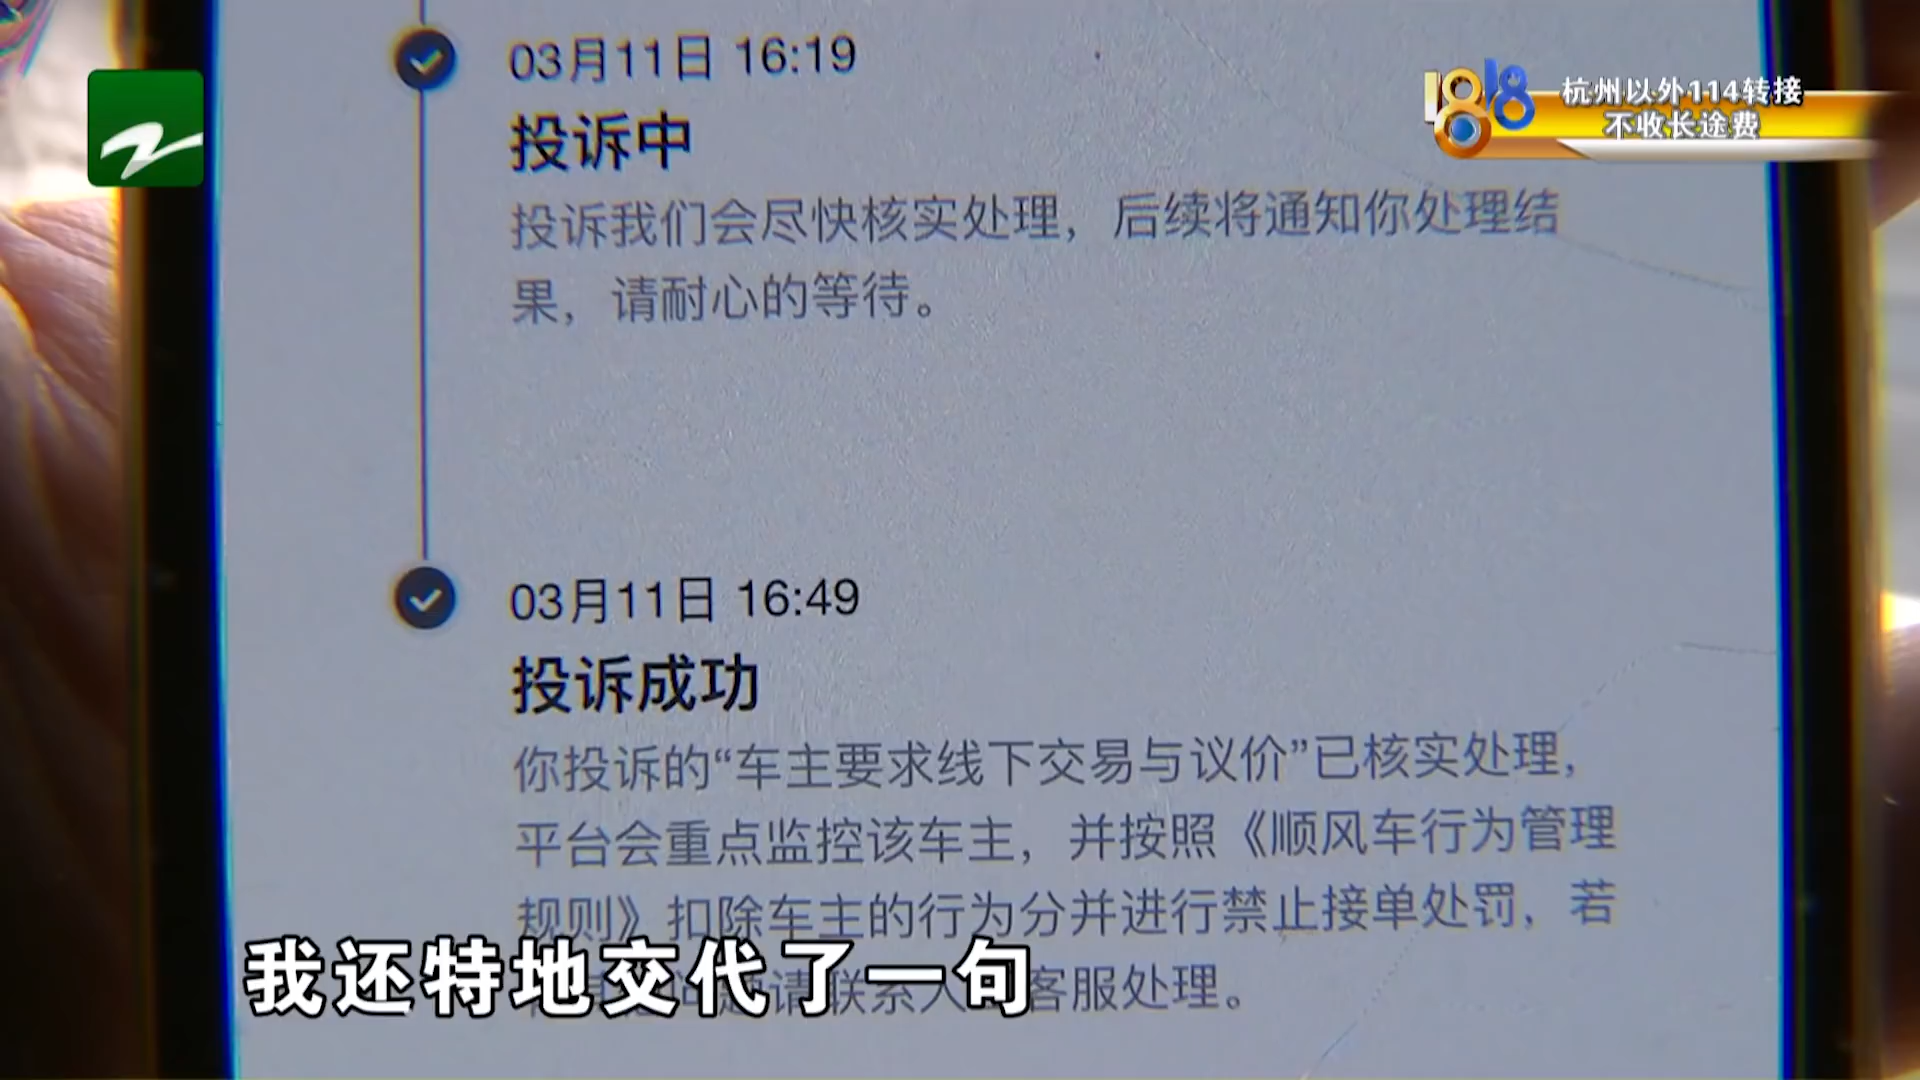 03月11日 16:19
投诉中
投诉我们会尽快核实处理，后续将通知你处理结
果，请耐心的等待。
03月11日 16:49
投诉成功
你投诉的“车主要求线下交易与议价”已核实处理，
平台会重点监控该车主，并按照《顺风车行为管理
规则》扣除车主的行为分并进行禁止接单处罚，若
请联系人 客服处理。
我还特地交代了一句
1818
杭州以外114转接
不收长途费